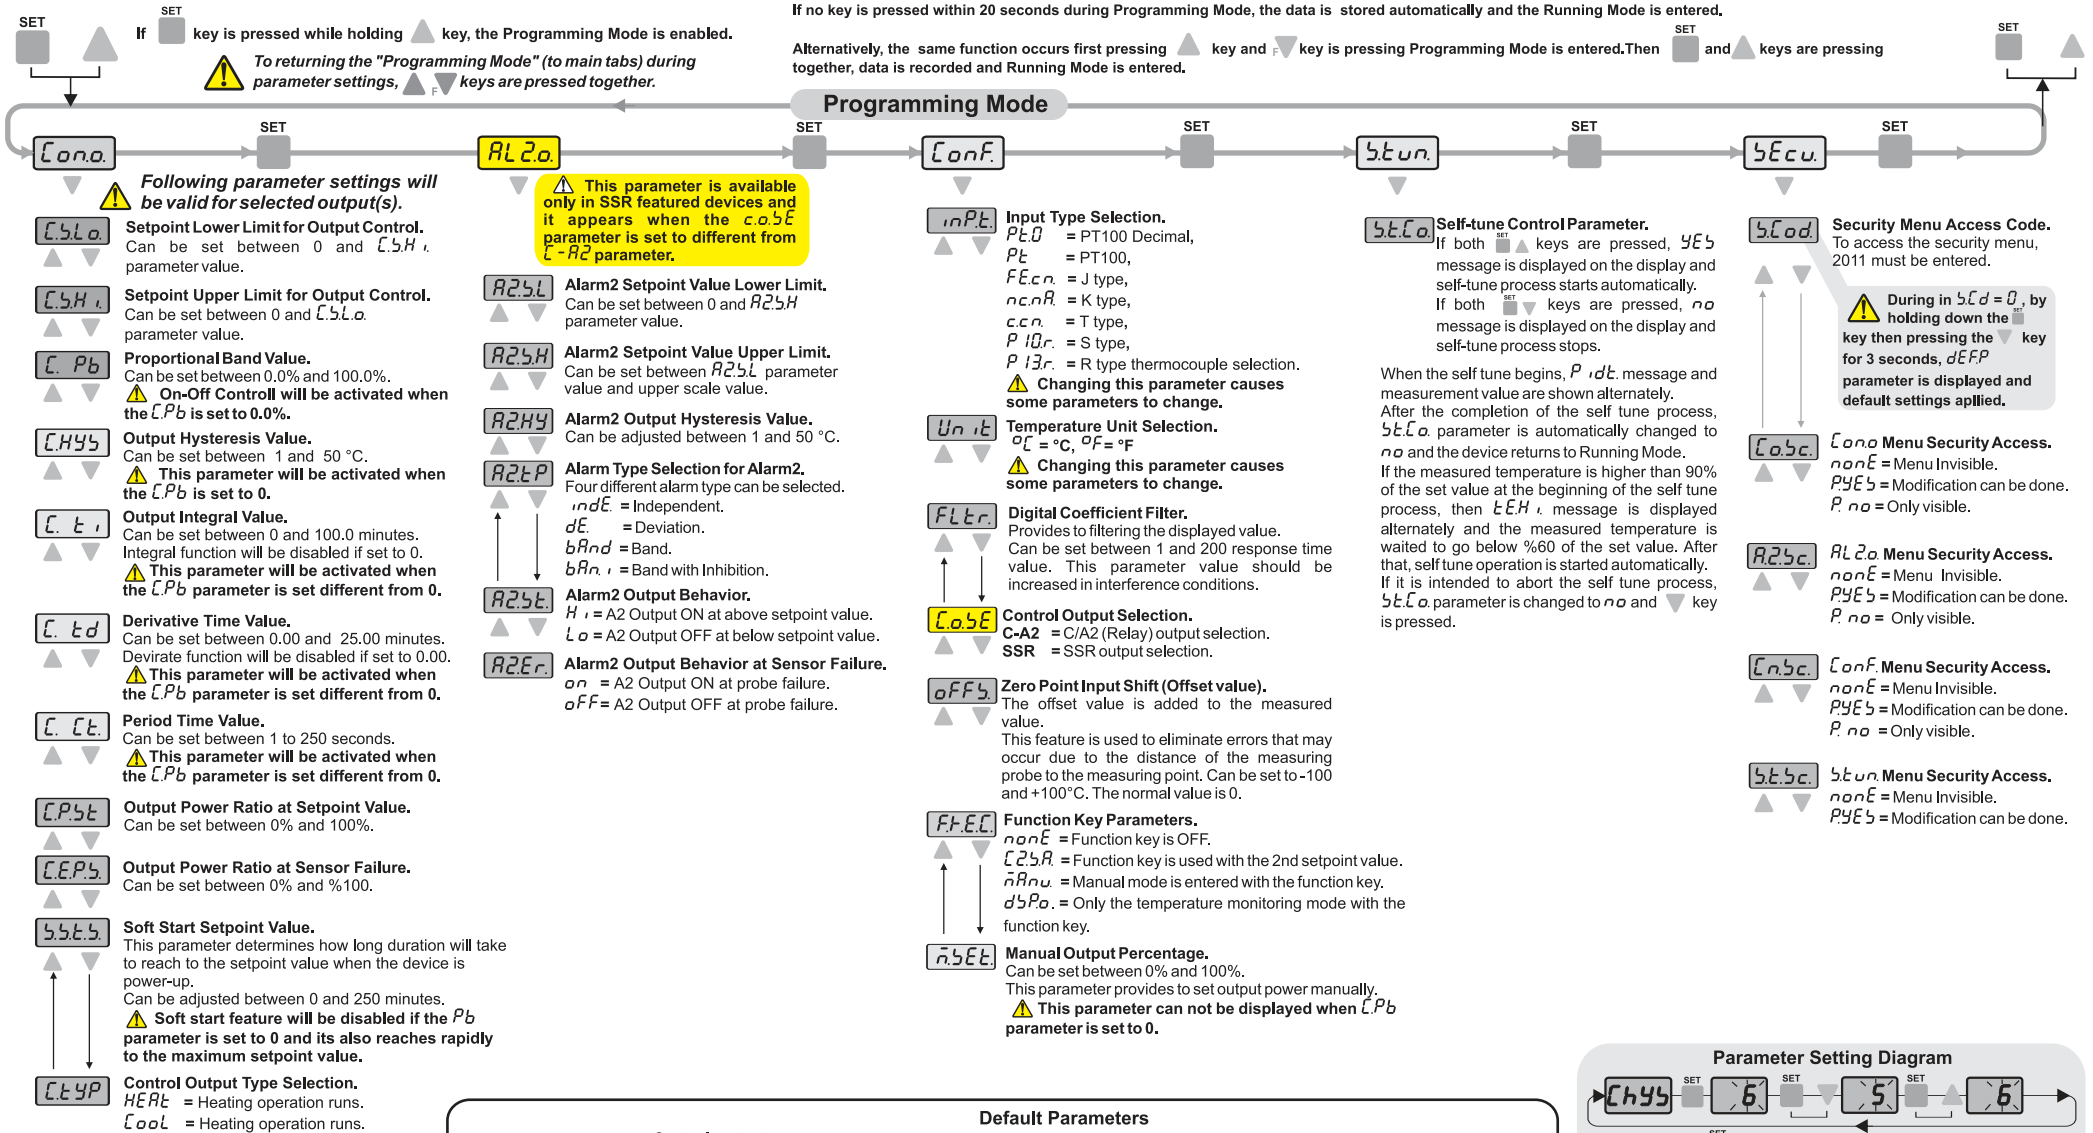 SET
If SET key is pressed while holding key, the Programming Mode is enabled.
To returning the "Programming Mode" (to main tabs) during
parameter settings, F keys are pressed together.
If no key is pressed within 20 seconds during Programming Mode, the data is stored automatically and the Running Mode is entered.
Alternatively, the same function occurs first pressing key and F key is pressing Programming Mode is entered.Then SET and keys are pressing
together, data is recorded and Running Mode is entered.
SET
Programming Mode
Con.o. SET AL2.o. SET ConF. SET S.tun. SET SEcu. SET
Following parameter settings will
be valid for selected output(s).
C.S.Lo. Setpoint Lower Limit for Output Control.
Can be set between 0 and C.S.Hi.
parameter value.
C.S.Hi. Setpoint Upper Limit for Output Control.
Can be set between 0 and C.S.L.o.
parameter value.
C. Pb Proportional Band Value.
Can be set between 0.0% and 100.0%.
On-Off Controll will be activated when
the C.Pb is set to 0.0%.
C.HYS Output Hysteresis Value.
Can be set between 1 and 50 °C.
This parameter will be activated when
the C.Pb is set to 0.
C. ti Output Integral Value.
Can be set between 0 and 100.0 minutes.
Integral function will be disabled if set to 0.
This parameter will be activated when
the C.Pb parameter is set different from 0.
C. td Derivative Time Value.
Can be set between 0.00 and 25.00 minutes.
Devirate function will be disabled if set to 0.00.
This parameter will be activated when
the C.Pb parameter is set different from 0.
C. Ct. Period Time Value.
Can be set between 1 to 250 seconds.
This parameter will be activated when
the C.Pb parameter is set different from 0.
C.P.St Output Power Ratio at Setpoint Value.
Can be set between 0% and 100%.
C.E.P.S. Output Power Ratio at Sensor Failure.
Can be set between 0% and %100.
S.S.t.S. Soft Start Setpoint Value.
This parameter determines how long duration will take
to reach to the setpoint value when the device is
power-up.
Can be adjusted between 0 and 250 minutes.
Soft start feature will be disabled if the Pb
parameter is set to 0 and its also reaches rapidly
to the maximum setpoint value.
C.tYP Control Output Type Selection.
HEAt = Heating operation runs.
CooL = Heating operation runs.
This parameter is available
only in SSR featured devices and
it appears when the c.o.SE
parameter is set to different from
C-A2 parameter.
A2.S.L Alarm2 Setpoint Value Lower Limit.
Can be set between 0 and A2.S.H
parameter value.
A2.S.H Alarm2 Setpoint Value Upper Limit.
Can be set between A2.S.L parameter
value and upper scale value.
A2.HY Alarm2 Output Hysteresis Value.
Can be adjusted between 1 and 50 °C.
A2.tP Alarm Type Selection for Alarm2.
Four different alarm type can be selected.
indE. = Independent.
dE. = Deviation.
bAnd = Band.
bAn.i = Band with Inhibition.
A2.St. Alarm2 Output Behavior.
Hi = A2 Output ON at above setpoint value.
Lo = A2 Output OFF at below setpoint value.
A2.Er. Alarm2 Output Behavior at Sensor Failure.
on = A2 Output ON at probe failure.
oFF = A2 Output OFF at probe failure.
inP.t. Input Type Selection.
Pt.0 = PT100 Decimal,
Pt = PT100,
FE.cn. = J type,
nc.nA. = K type,
c.c n. = T type,
P 10.r. = S type,
P 13.r. = R type thermocouple selection.
Changing this parameter causes
some parameters to change.
Unit Temperature Unit Selection.
°C = °C, °F = °F
Changing this parameter causes
some parameters to change.
FLtr. Digital Coefficient Filter.
Provides to filtering the displayed value.
Can be set between 1 and 200 response time
value. This parameter value should be
increased in interference conditions.
C.o.SE Control Output Selection.
C-A2 = C/A2 (Relay) output selection.
SSR = SSR output selection.
oFFS. Zero Point Input Shift (Offset value).
The offset value is added to the measured
value.
This feature is used to eliminate errors that may
occur due to the distance of the measuring
probe to the measuring point. Can be set to -100
and +100°C. The normal value is 0.
Function Key Parameters.
nonE = Function key is OFF.
C2.S.A. = Function key is used with the 2nd setpoint value.
= Manual mode is entered with the function key.
dSP.o. = Only the temperature monitoring mode with the
function key.
Manual Output Percentage.
Can be set between 0% and 100%.
This parameter provides to set output power manually.
This parameter can not be displayed when C.Pb
parameter is set to 0.
S.t.Co. Self-tune Control Parameter.
If both SET keys are pressed, YES
message is displayed on the display and
self-tune process starts automatically.
If both SET keys are pressed, no
message is displayed on the display and
self-tune process stops.
When the self tune begins, Pidt. message and
measurement value are shown alternately.
After the completion of the self tune process,
St.Co. parameter is automatically changed to
no and the device returns to Running Mode.
If the measured temperature is higher than 90%
of the set value at the beginning of the self tune
process, then tE.Hi. message is displayed
alternately and the measured temperature is
waited to go below %60 of the set value. After
that, self tune operation is started automatically.
If it is intended to abort the self tune process,
St.Co. parameter is changed to no and key
is pressed.
S.Cod. Security Menu Access Code.
To access the security menu,
2011 must be entered.
During in S.Cd = 0 , by
holding down the SET
key then pressing the key
for 3 seconds, dEF.P
parameter is displayed and
default settings apllied.
Co.Sc. Con.o Menu Security Access.
nonE = Menu Invisible.
P.YES = Modification can be done.
P. no = Only visible.
A.2.Sc. AL2.o. Menu Security Access.
nonE = Menu Invisible.
P.YES = Modification can be done.
P. no = Only visible.
Cn.Sc. ConF. Menu Security Access.
nonE = Menu Invisible.
P.YES = Modification can be done.
P. no = Only visible.
S.t.Sc. S.tun. Menu Security Access.
nonE = Menu Invisible.
P.YES = Modification can be done.
Default Parameters
Parameter Setting Diagram
ChYS SET 6 SET 5 SET 6
SET